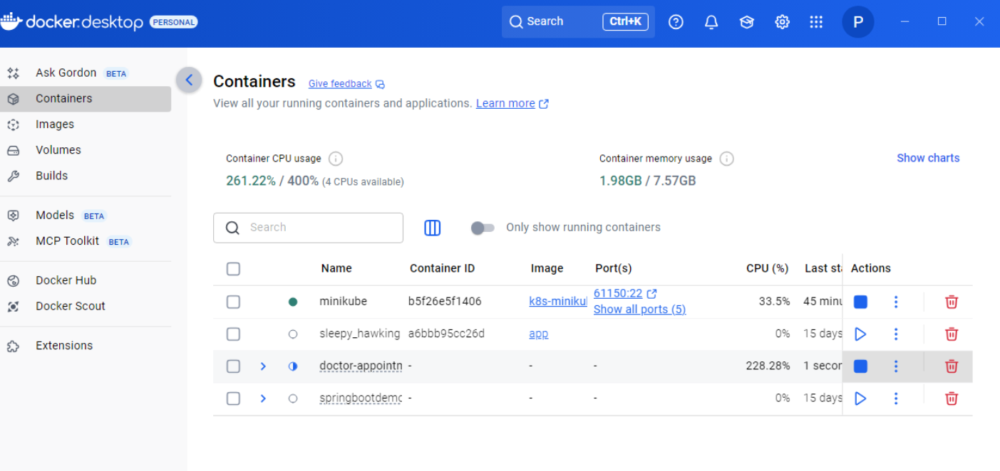 docker.desktop PERSONAL
Search Ctrl+K
P
Ask Gordon BETA
Containers
Images
Volumes
Builds
Models BETA
MCP Toolkit BETA
Docker Hub
Docker Scout
Extensions
Containers Give feedback
View all your running containers and applications. Learn more
Container CPU usage
261.22% / 400% (4 CPUs available)
Container memory usage
1.98GB / 7.57GB
Show charts
Search
Only show running containers
Name Container ID Image Port(s) CPU (%) Last sta Actions
minikube b5f26e5f1406 k8s-minikul 61150:22 33.5% 45 minu
Show all ports (5)
sleepy_hawking a6bbb95cc26d app 0% 15 days
doctor-appointn - - - 228.28% 1 secon
springbootdemo - - - 0% 15 days